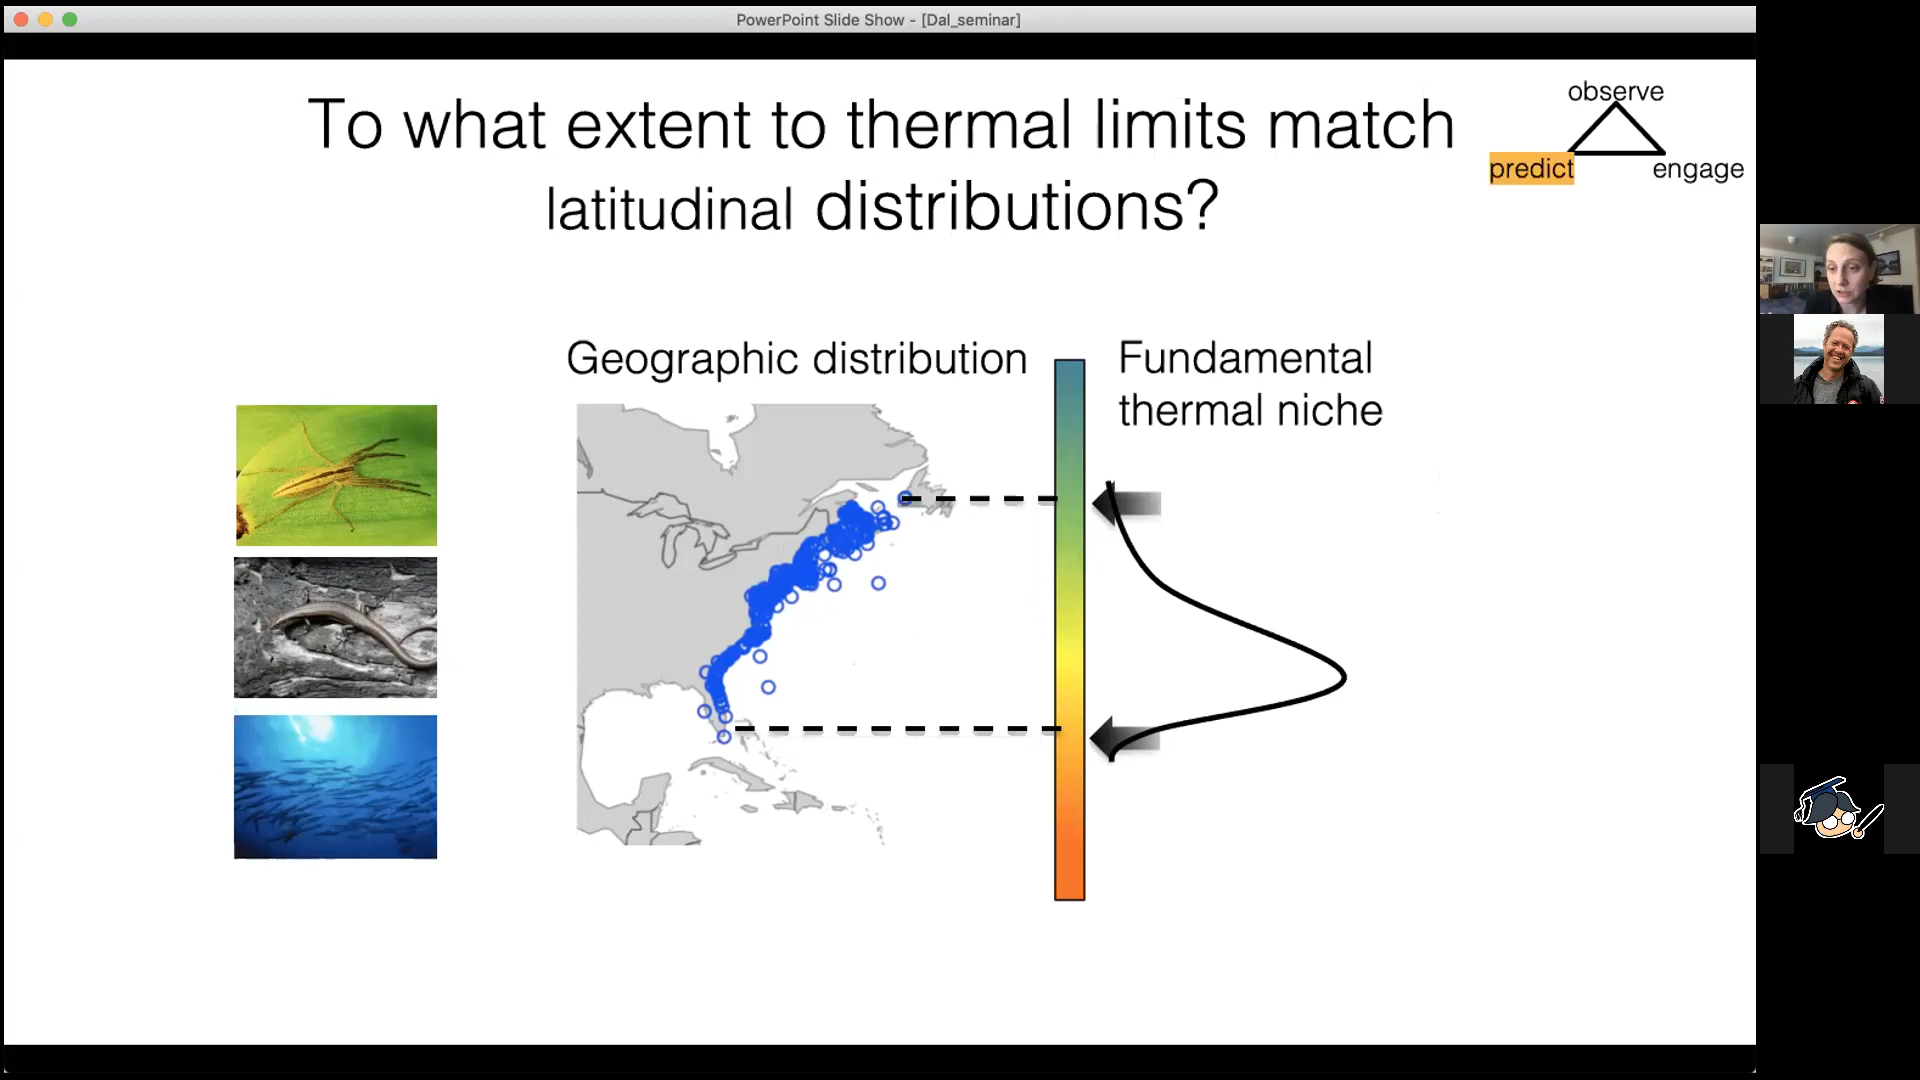 PowerPoint Slide Show - [Dal_seminar]
To what extent to thermal limits match
latitudinal distributions?
observe
predict
engage
Geographic distribution
Fundamental
thermal niche